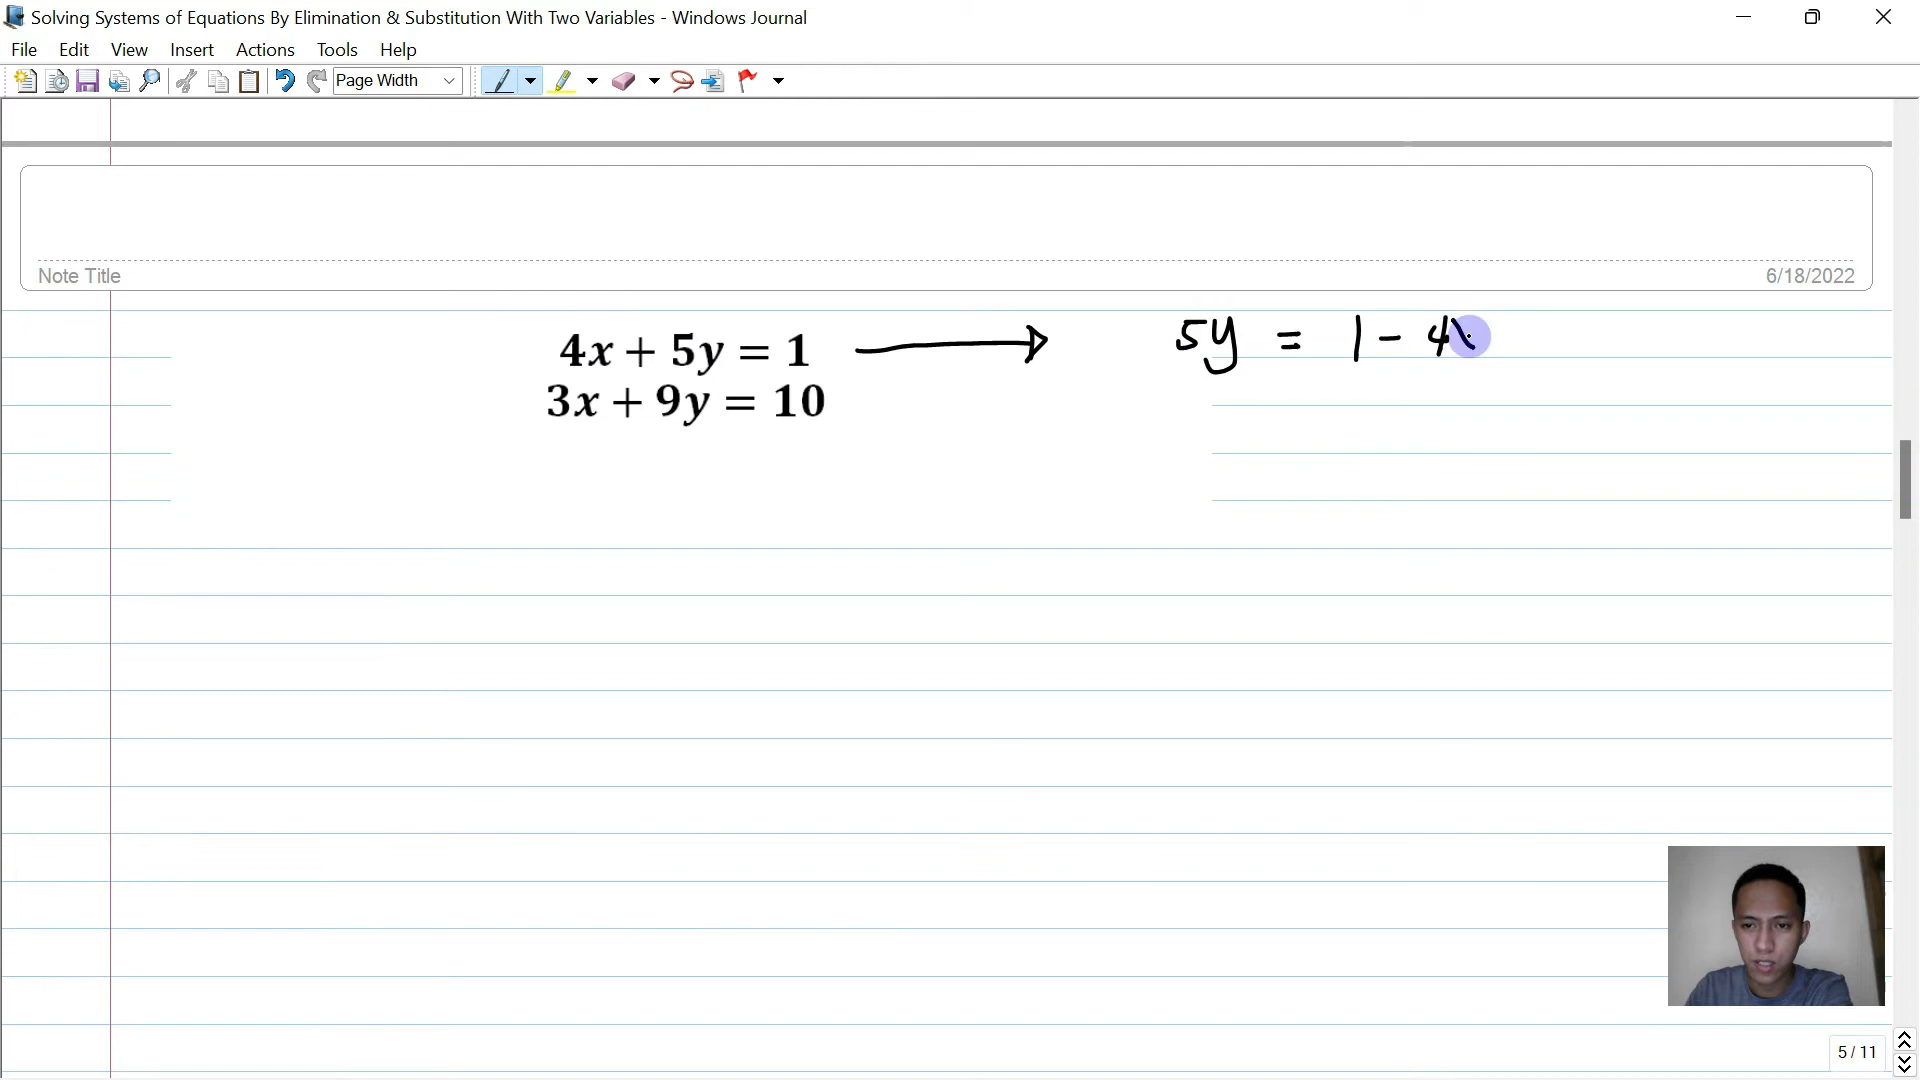 Solving Systems of Equations By Elimination & Substitution With Two Variables - Windows Journal
File Edit View Insert Actions Tools Help
Page Width
Note Title 6/18/2022
4x + 5y = 1 → 5y = 1 - 4x
3x + 9y = 10
5 / 11